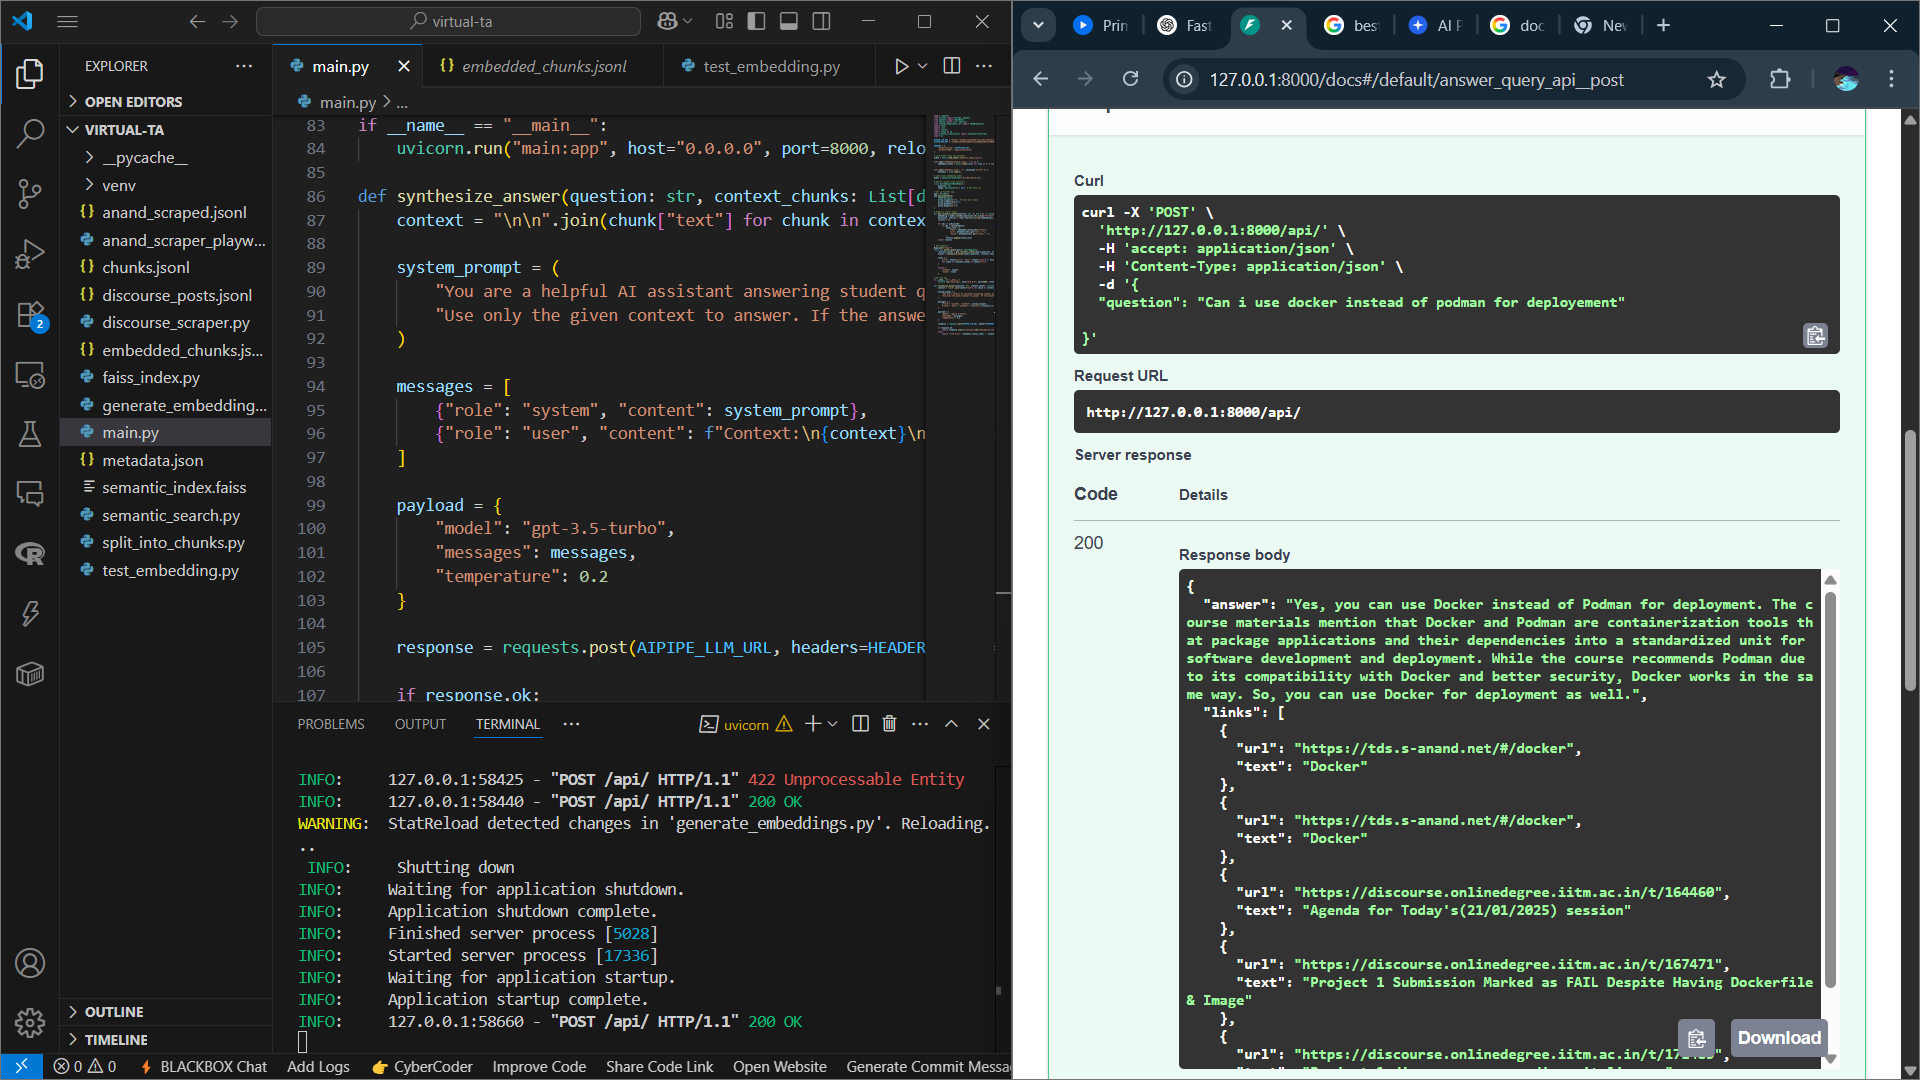 virtual-ta
EXPLORER
OPEN EDITORS
VIRTUAL-TA
__pycache__
venv
anand_scraped.jsonl
anand_scraper_playw...
chunks.jsonl
discourse_posts.jsonl
discourse_scraper.py
embedded_chunks.js...
faiss_index.py
generate_embedding...
main.py
metadata.json
semantic_index.faiss
semantic_search.py
split_into_chunks.py
test_embedding.py
OUTLINE
TIMELINE
2
main.py
embedded_chunks.jsonl
test_embedding.py
main.py > ...
83 if __name__ == "__main__":
84 uvicorn.run("main:app", host="0.0.0.0", port=8000, relo
85
86 def synthesize_answer(question: str, context_chunks: List[d
87 context = "\n\n".join(chunk["text"] for chunk in contex
88
89 system_prompt = (
90 "You are a helpful AI assistant answering student q
91 "Use only the given context to answer. If the answe
92 )
93
94 messages = [
95 {"role": "system", "content": system_prompt},
96 {"role": "user", "content": f"Context:\n{context}\n
97 ]
98
99 payload = {
100 "model": "gpt-3.5-turbo",
101 "messages": messages,
102 "temperature": 0.2
103 }
104
105 response = requests.post(AIPIPE_LLM_URL, headers=HEADER
106
107 if response.ok:
PROBLEMS OUTPUT TERMINAL
uvicorn
INFO: 127.0.0.1:58425 - "POST /api/ HTTP/1.1" 422 Unprocessable Entity
INFO: 127.0.0.1:58440 - "POST /api/ HTTP/1.1" 200 OK
WARNING: StatReload detected changes in 'generate_embeddings.py'. Reloading.
..
INFO: Shutting down
INFO: Waiting for application shutdown.
INFO: Application shutdown complete.
INFO: Finished server process [5028]
INFO: Started server process [17336]
INFO: Waiting for application startup.
INFO: Application startup complete.
INFO: 127.0.0.1:58660 - "POST /api/ HTTP/1.1" 200 OK
0 0 BLACKBOX Chat Add Logs CyberCoder Improve Code Share Code Link Open Website Generate Commit Messa
Prin Fast best AI P doc New
127.0.0.1:8000/docs#/default/answer_query_api__post
Curl
curl -X 'POST' \
'http://127.0.0.1:8000/api/' \
-H 'accept: application/json' \
-H 'Content-Type: application/json' \
-d '{
"question": "Can i use docker instead of podman for deployement"
}'
Request URL
http://127.0.0.1:8000/api/
Server response
Code Details
200
Response body
{
"answer": "Yes, you can use Docker instead of Podman for deployment. The c
ourse materials mention that Docker and Podman are containerization tools th
at package applications and their dependencies into a standardized unit for
software development and deployment. While the course recommends Podman due
to its compatibility with Docker and better security, Docker works in the sa
me way. So, you can use Docker for deployment as well.",
"links": [
{
"url": "https://tds.s-anand.net/#/docker",
"text": "Docker"
},
{
"url": "https://tds.s-anand.net/#/docker",
"text": "Docker"
},
{
"url": "https://discourse.onlinedegree.iitm.ac.in/t/164460",
"text": "Agenda for Today's(21/01/2025) session"
},
{
"url": "https://discourse.onlinedegree.iitm.ac.in/t/167471",
"text": "Project 1 Submission Marked as FAIL Despite Having Dockerfile
& Image"
},
{
"url": "https://discourse.onlinedegree.iitm.ac.in/t/17
Download